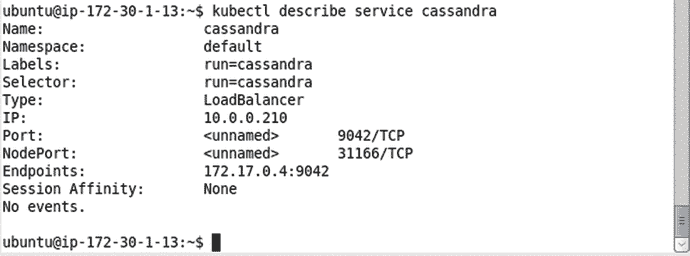 ubuntu@ip-172-30-1-13:~$ kubectl describe service cassandra
Name: cassandra
Namespace: default
Labels: run=cassandra
Selector: run=cassandra
Type: LoadBalancer
IP: 10.0.0.210
Port: <unnamed> 9042/TCP
NodePort: <unnamed> 31166/TCP
Endpoints: 172.17.0.4:9042
Session Affinity: None
No events.
ubuntu@ip-172-30-1-13:~$